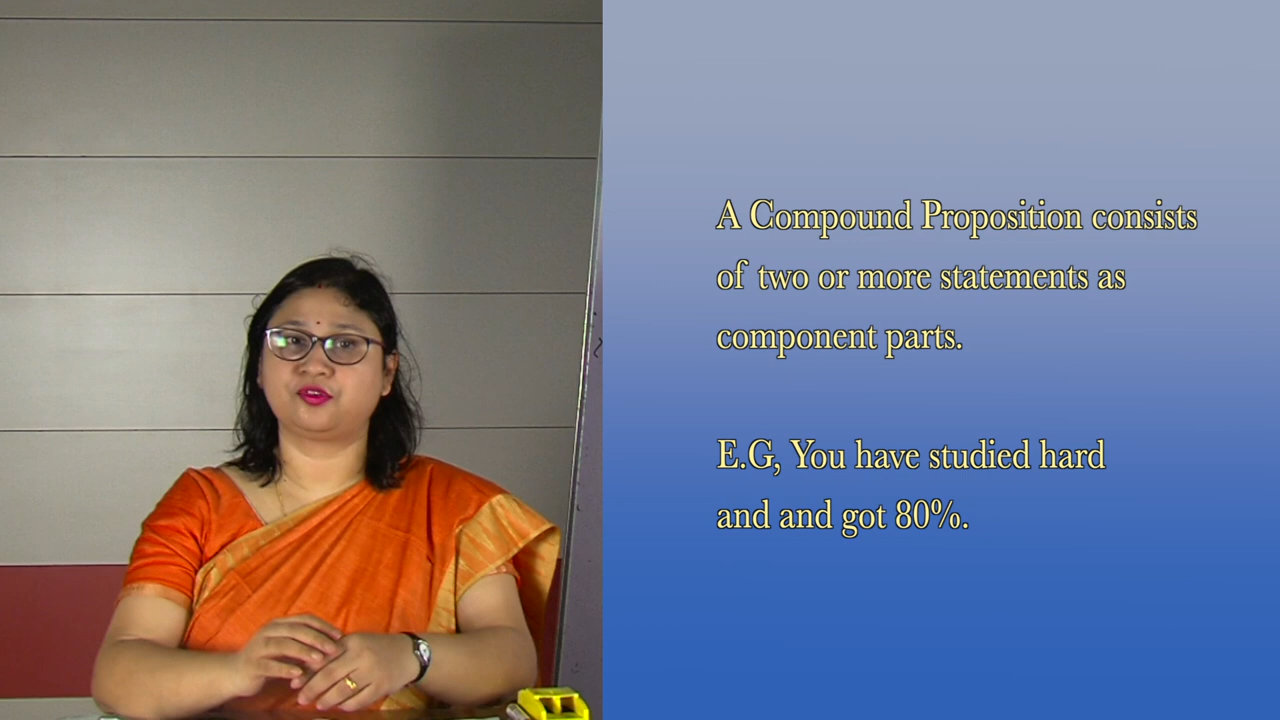 A Compound Proposition consists
of two or more statements as
component parts.
E.G, You have studied hard
and and got 80%.